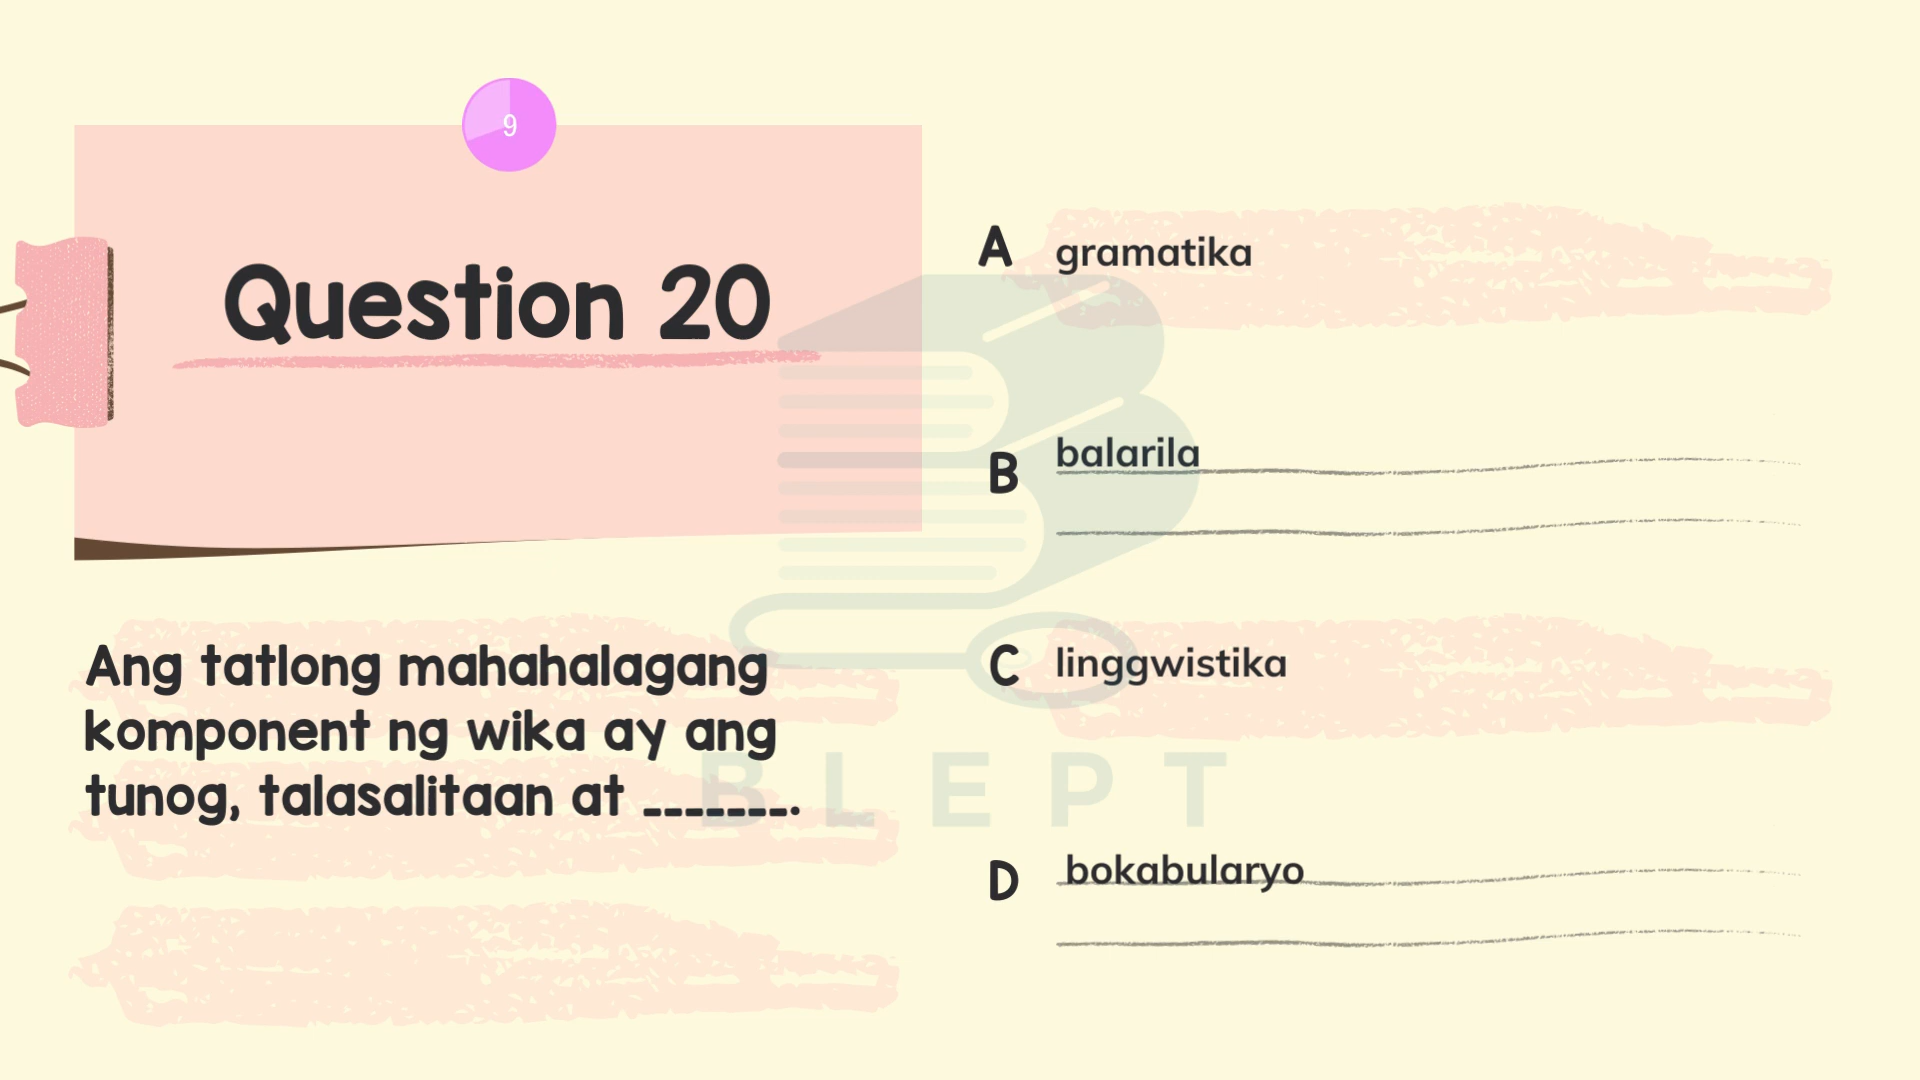 9
Question 20
Ang tatlong mahahalagang
komponent ng wika ay ang
tunog, talasalitaan at _______.
A gramatika
B balarila
C linggwistika
D bokabularyo
BLEPT